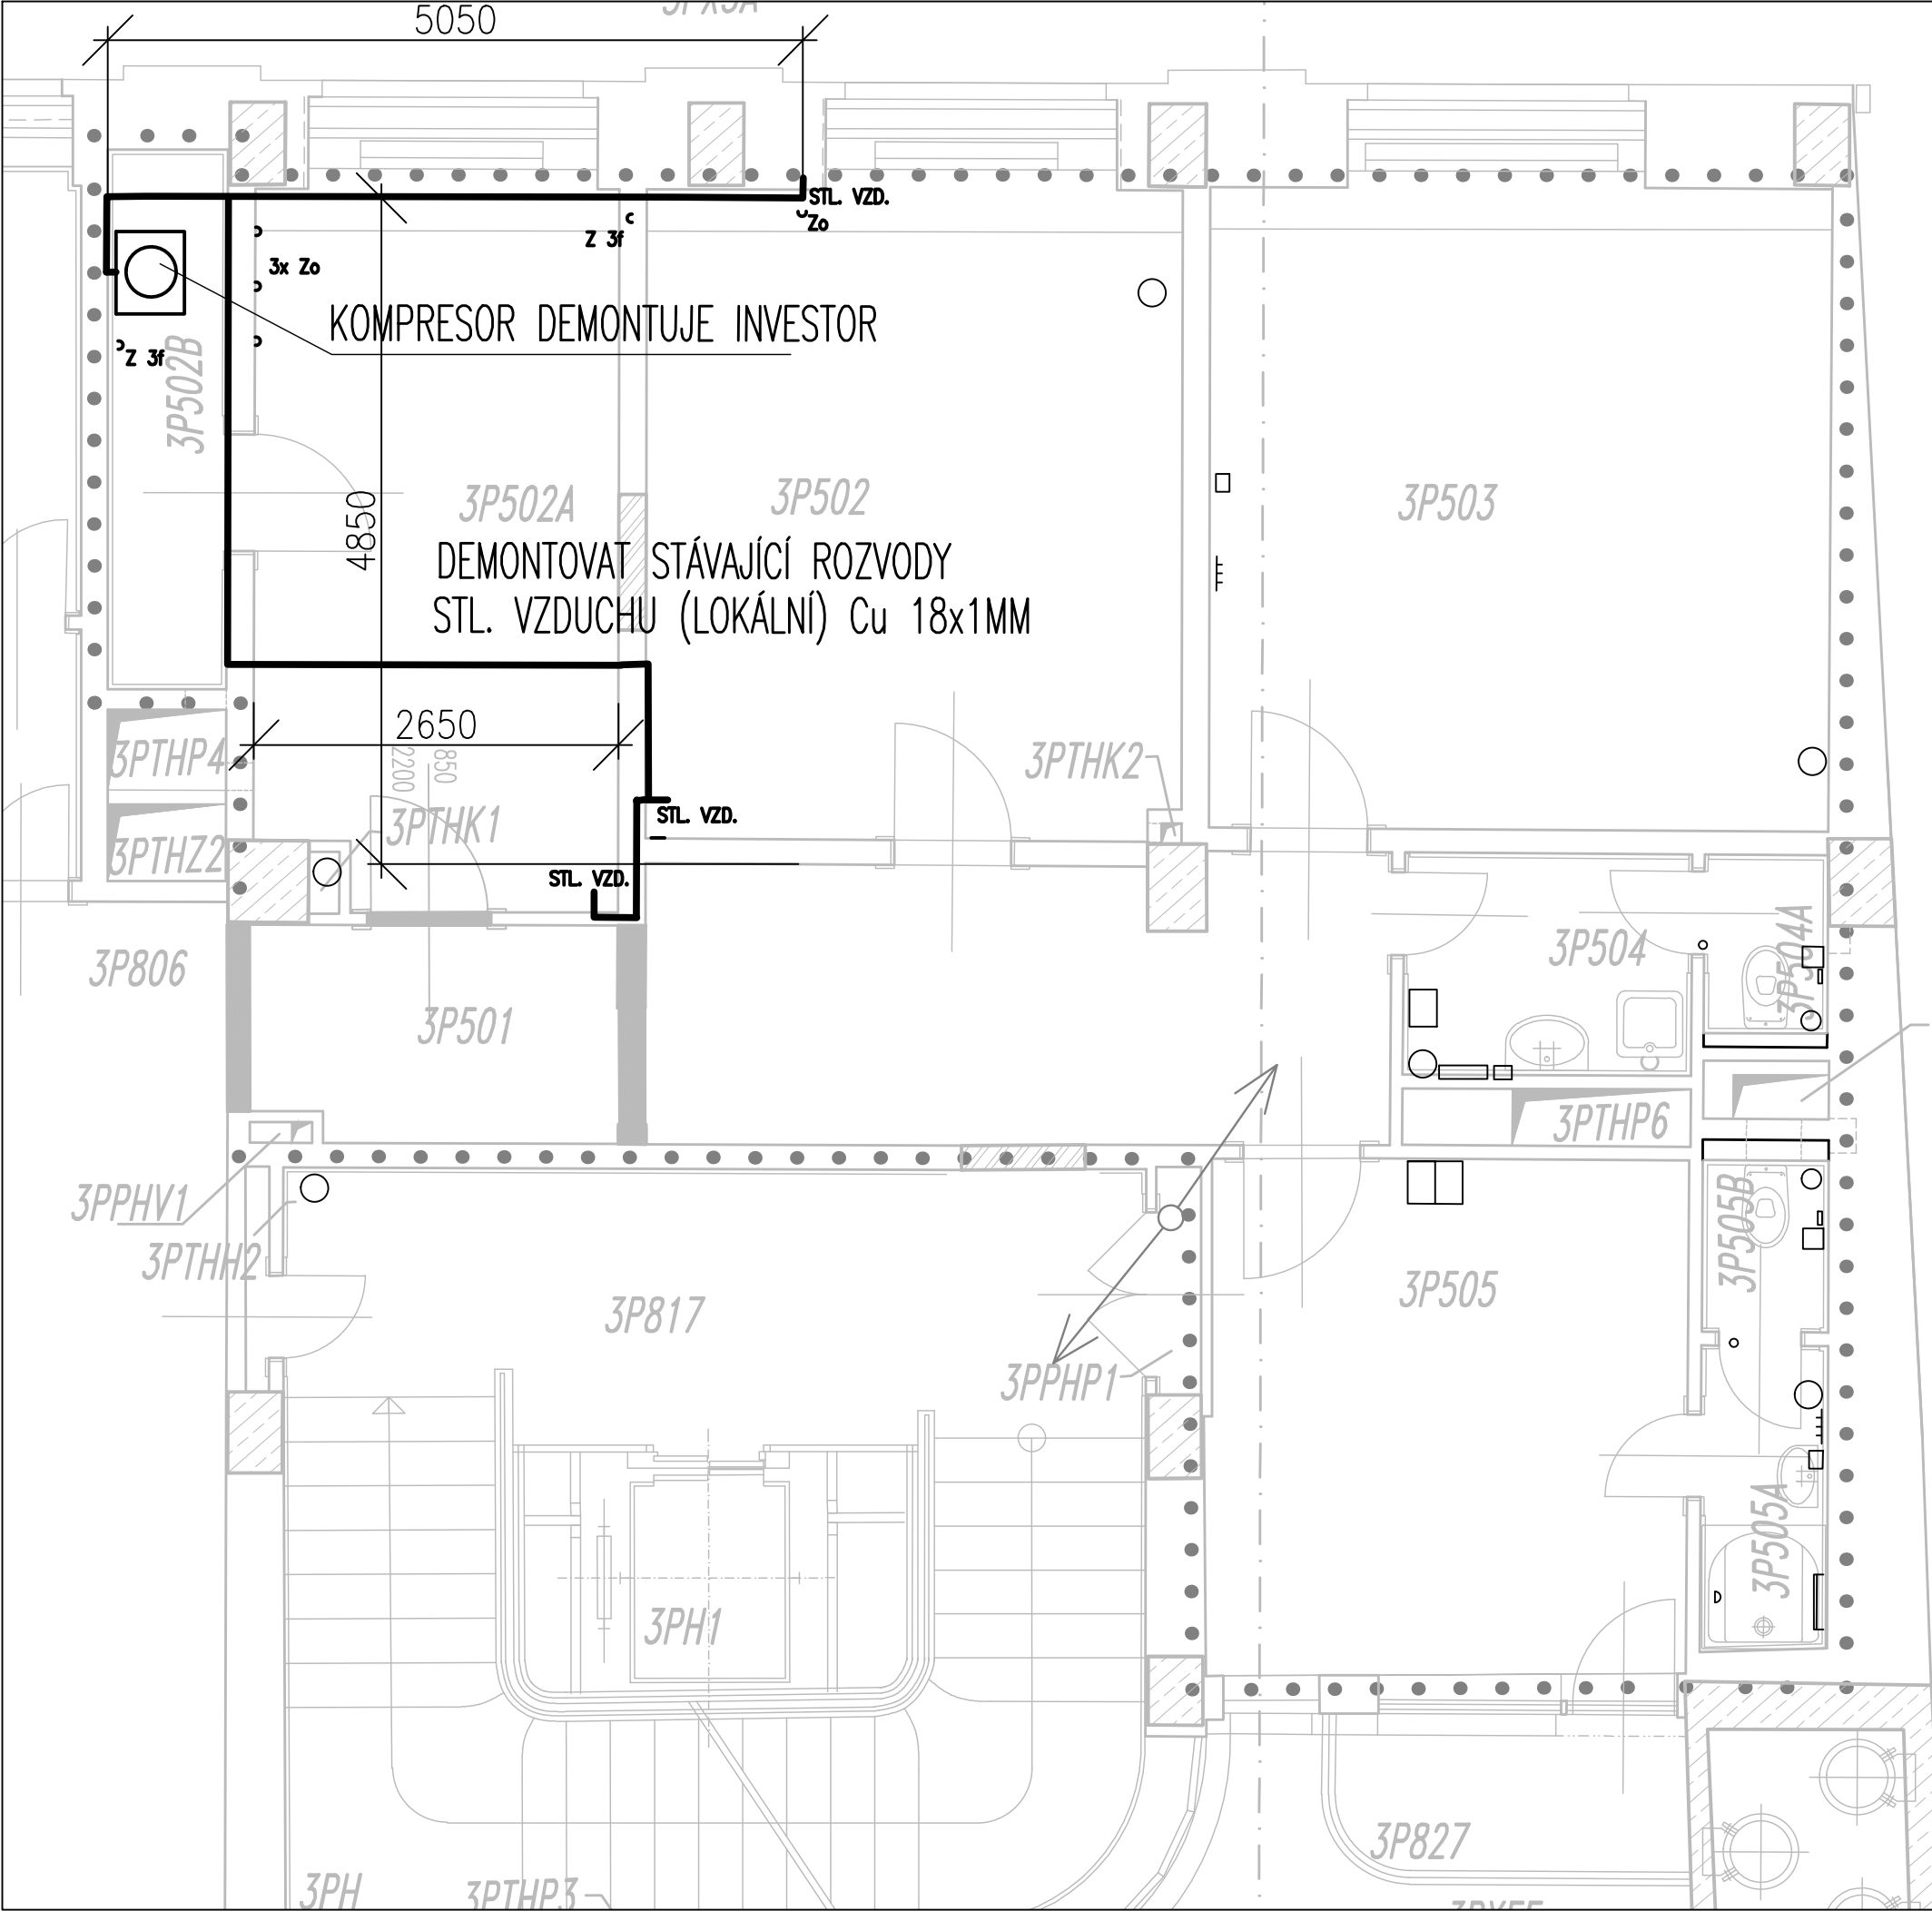 5050
STL. VZD.
Zo
Z 3f
3x Zo
KOMPRESOR DEMONTUJE INVESTOR
Z 3f
3P502B
4850
3P502A
3P502
3P503
DEMONTOVAT STÁVAJÍCÍ ROZVODY
STL. VZDUCHU (LOKÁLNÍ) Cu 18x1MM
2650
850
2200
3PTHP4
3PTHK2
3PTHK1
STL. VZD.
3PTHZ2
STL. VZD.
3P806
3P504
3P504A
3P501
3PTHP6
3PPHV1
3PTHH2
3P505B
3P505
3P817
3PPHP1
3P505A
3PH1
3P827
3PH
3PTHP3